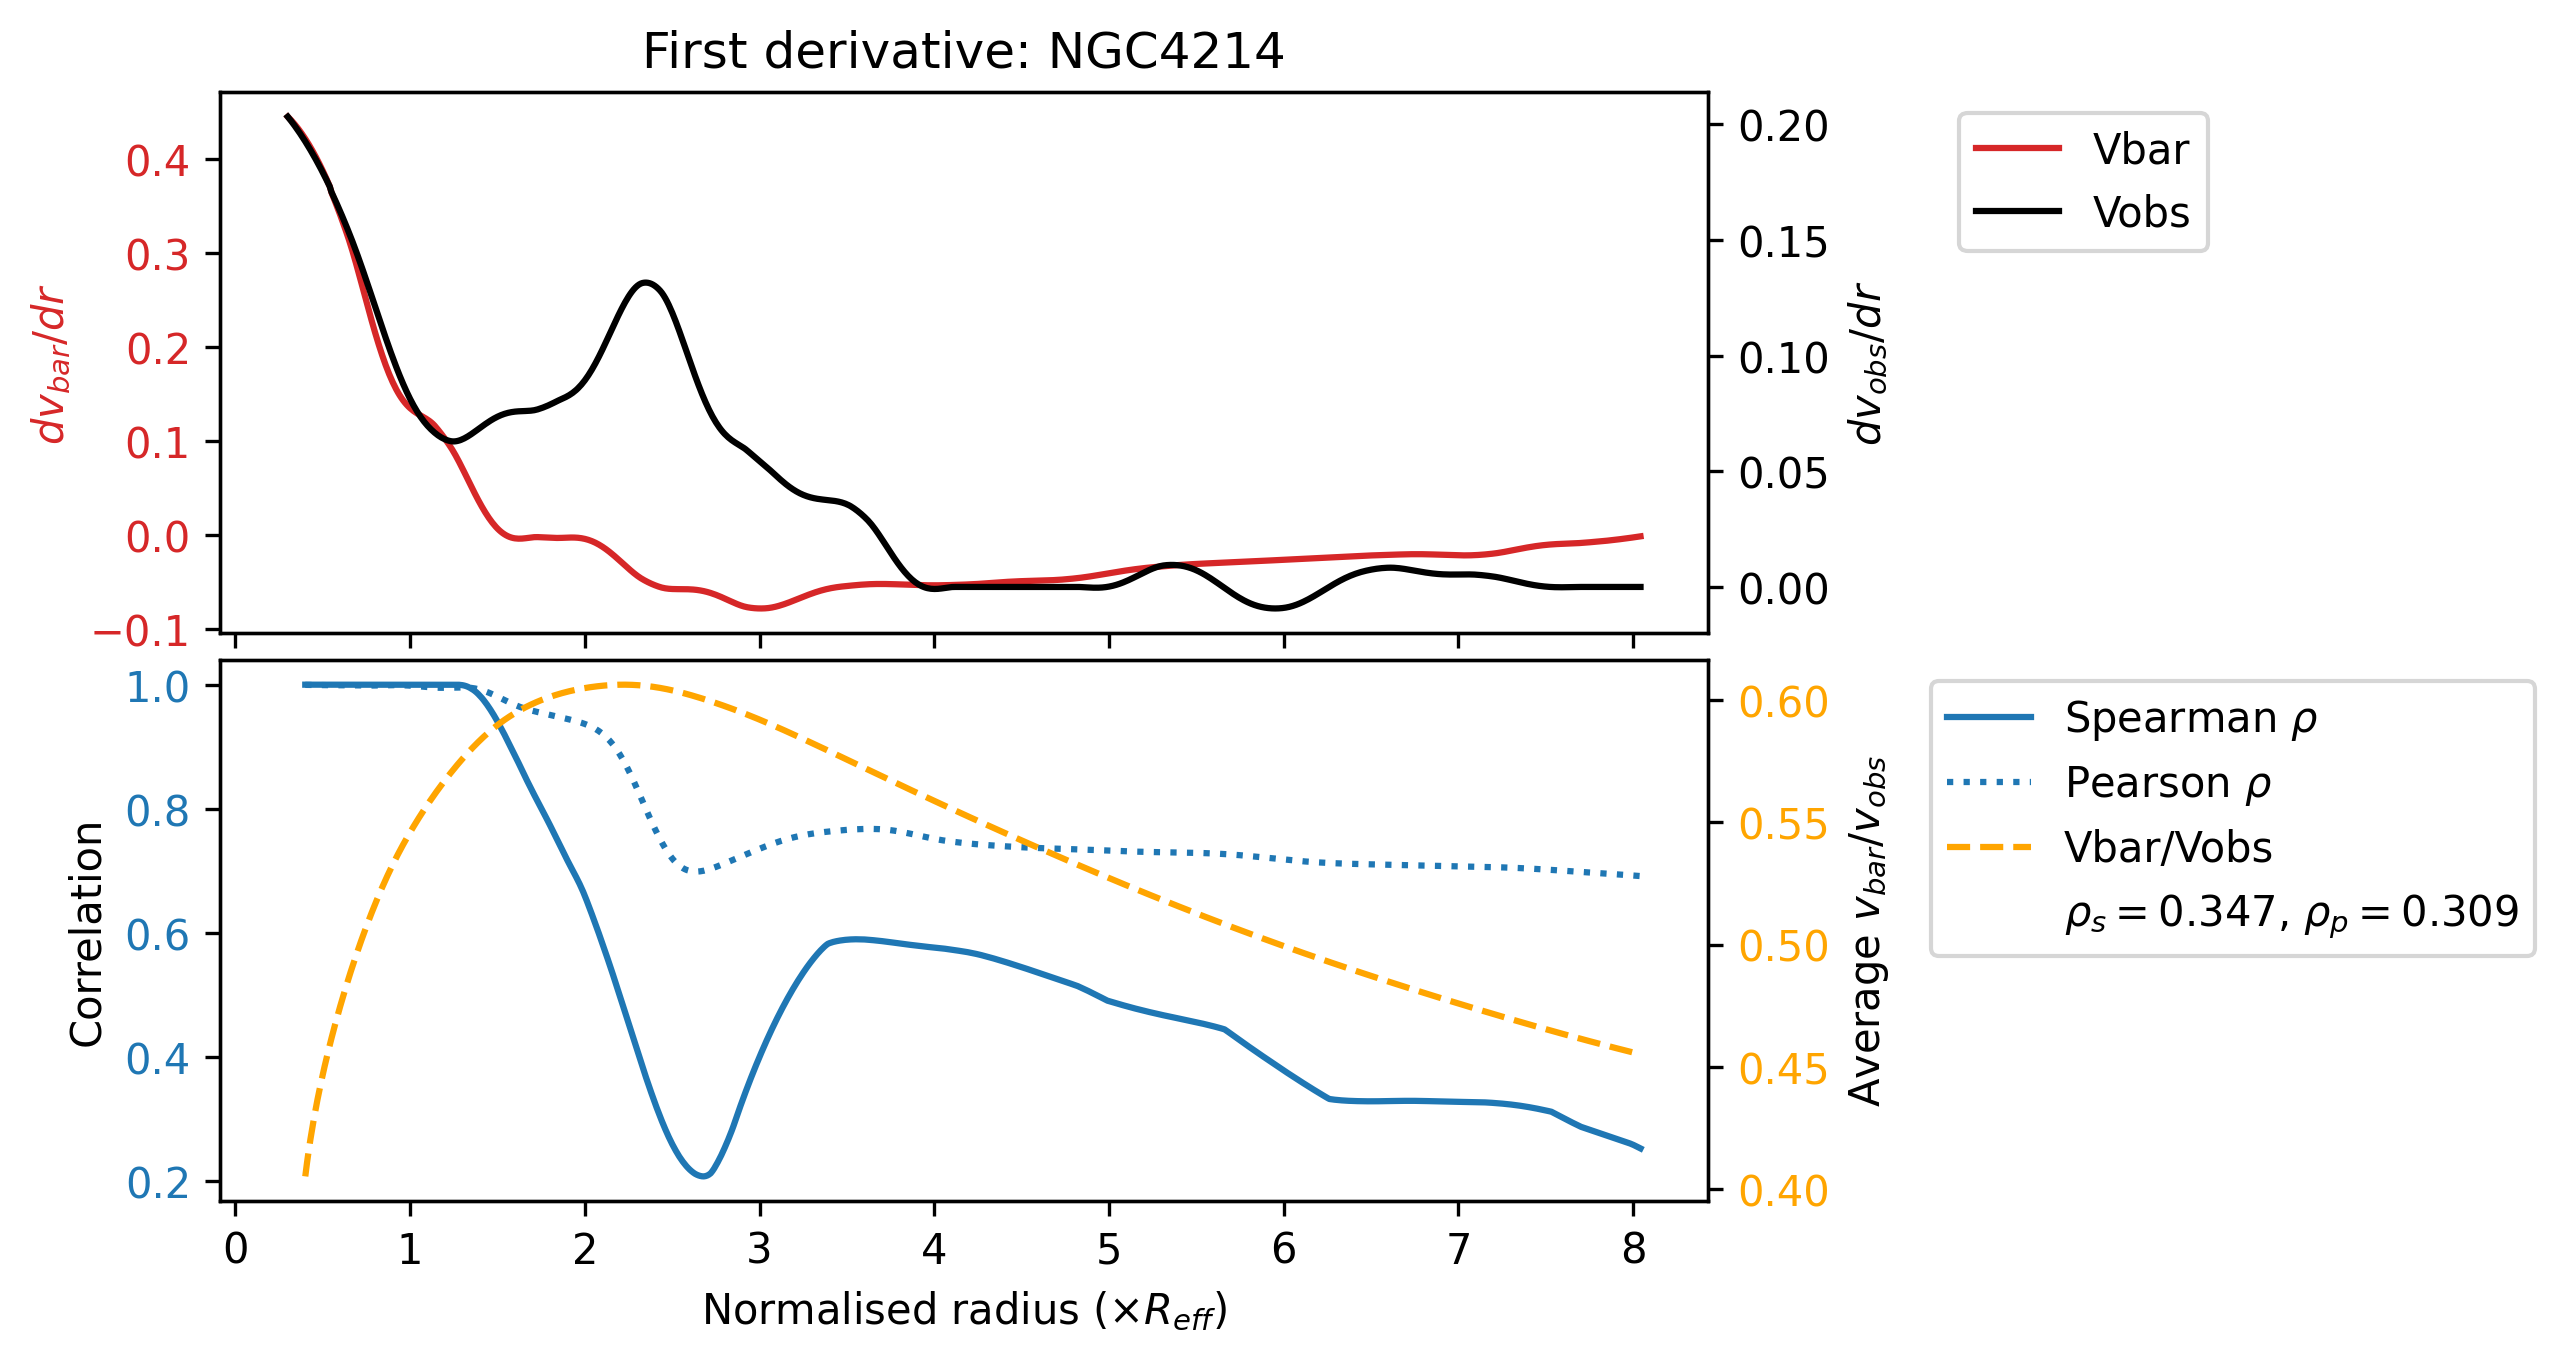 First derivative: NGC4214
0.4
0.3
0.2
0.1
0.0
−0.1
dv_bar/dr
0.20
0.15
0.10
0.05
0.00
dv_obs/dr
Vbar
Vobs
1.0
0.8
0.6
0.4
0.2
Correlation
0.60
0.55
0.50
0.45
0.40
Average v_bar/v_obs
Spearman ρ
Pearson ρ
Vbar/Vobs
ρ_s = 0.347, ρ_p = 0.309
0 1 2 3 4 5 6 7 8
Normalised radius (×R_eff)